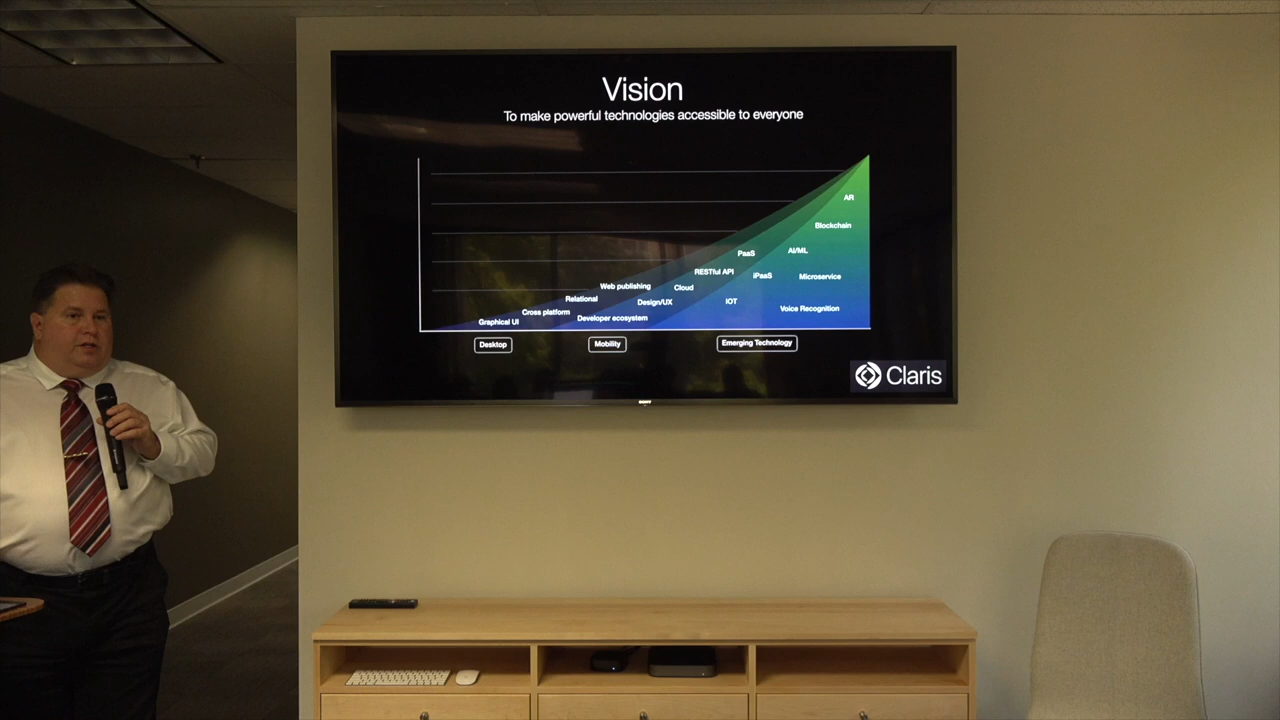 Vision
To make powerful technologies accessible to everyone
AR
Blockchain
PaaS
AI/ML
RESTful API
iPaaS
Microservice
Web publishing
Cloud
Relational
Design/UX
IOT
Cross platform
Voice Recognition
Graphical UI
Developer ecosystem
Desktop
Mobility
Emerging Technology
Claris
SONY